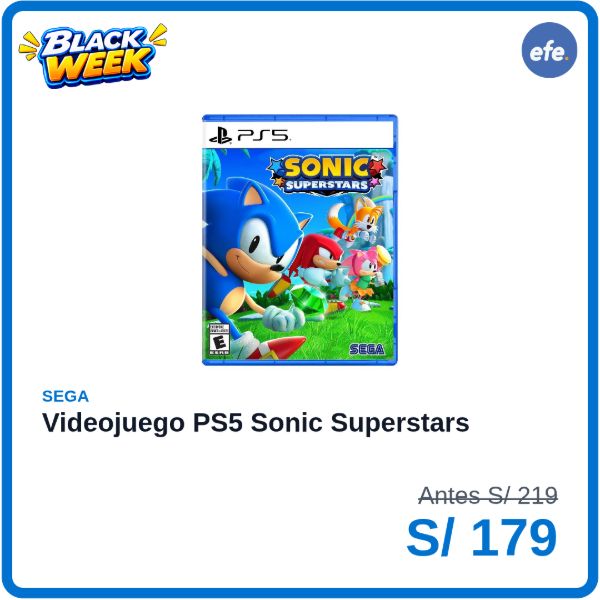 BLACK
WEEK
efe.
PS5
SONIC
SUPERSTARS
E
SEGA
SEGA
Videojuego PS5 Sonic Superstars
Antes S/ 219
S/ 179